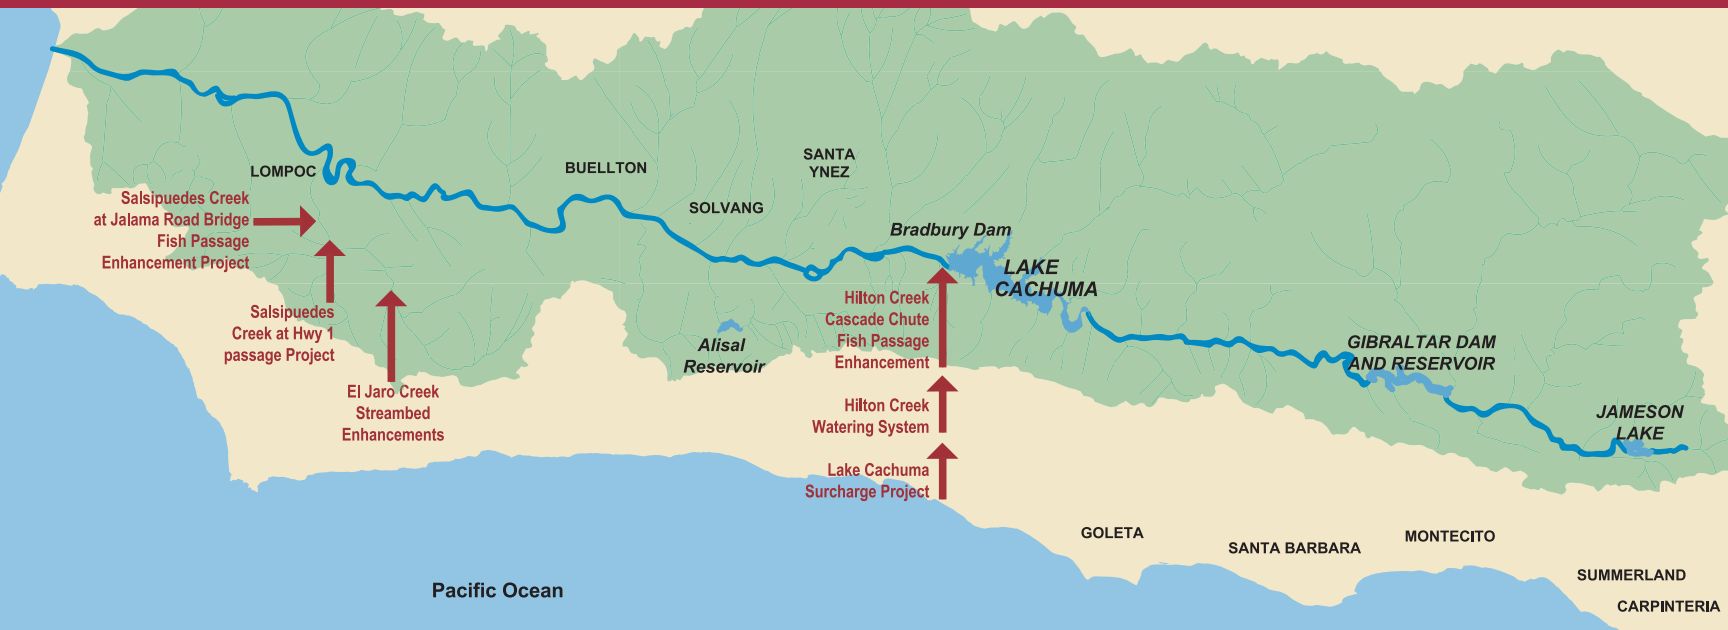 LOMPOC
BUELLTON
SANTA
YNEZ
SOLVANG
Salsipuedes Creek
at Jalama Road Bridge
Fish Passage
Enhancement Project
Bradbury Dam
LAKE
CACHUMA
Salsipuedes
Creek at Hwy 1
passage Project
Hilton Creek
Cascade Chute
Fish Passage
Enhancement
Alisal
Reservoir
GIBRALTAR DAM
AND RESERVOIR
El Jaro Creek
Streambed
Enhancements
Hilton Creek
Watering System
JAMESON
LAKE
Lake Cachuma
Surcharge Project
GOLETA
SANTA BARBARA
MONTECITO
SUMMERLAND
CARPINTERIA
Pacific Ocean